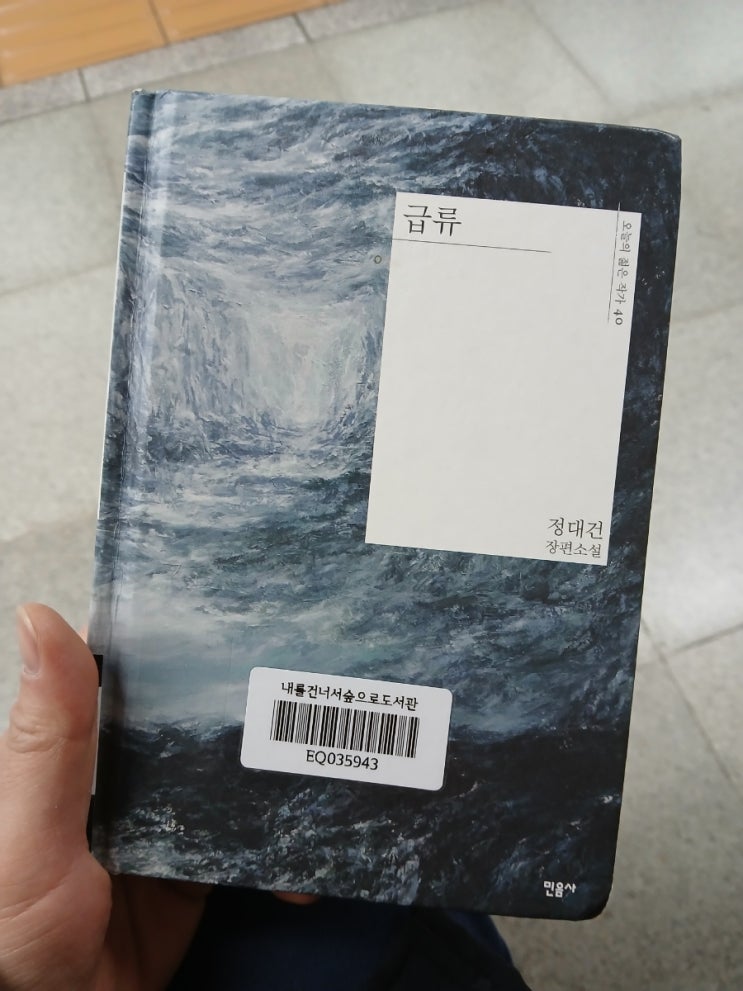 급류
오늘의 젊은 작가 40
정대건
장편소설
내를건너서숲으로도서관
EQ035943
민음사